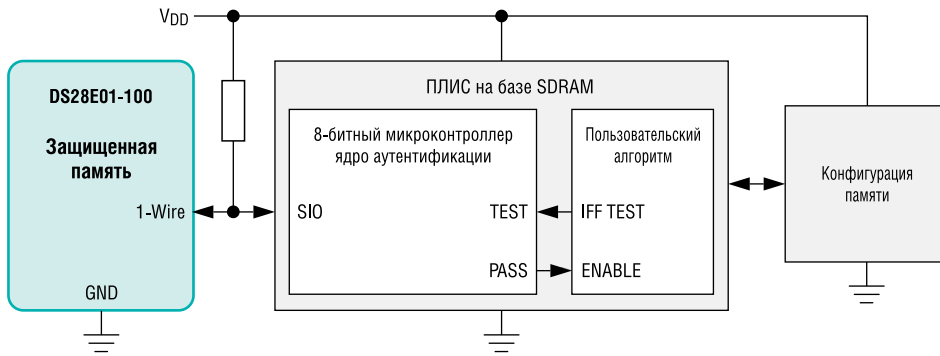 VDD
DS28E01-100
Защищенная
память
1-Wire
GND
ПЛИС на базе SDRAM
8-битный микроконтроллер
ядро аутентификации
SIO
TEST
PASS
Пользовательский
алгоритм
IFF TEST
ENABLE
Конфигурация
памяти